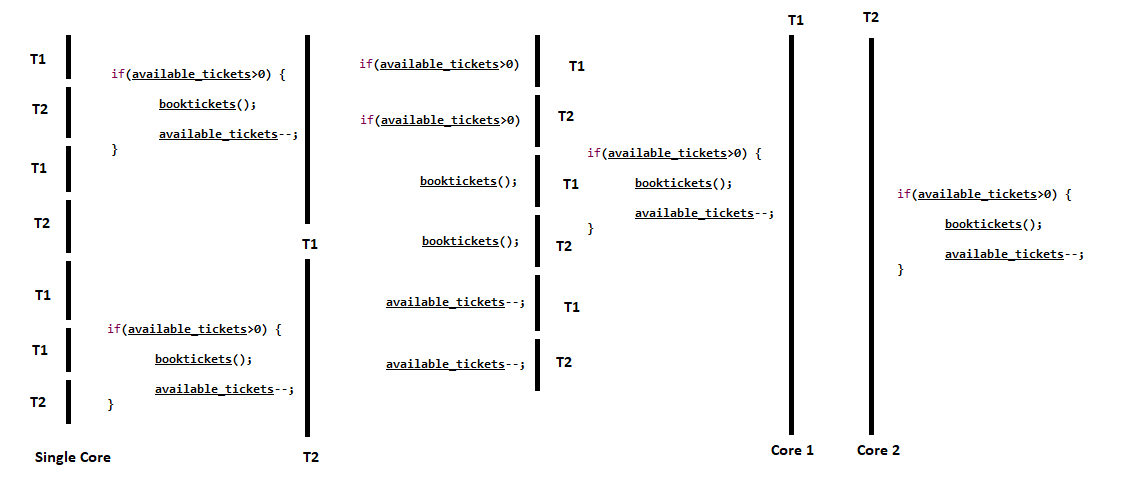 T1
T2
T1
T2
T1
T1
T2
Single Core
if(available_tickets>0) {
booktickets();
available_tickets--;
}
if(available_tickets>0) {
booktickets();
available_tickets--;
}
T1
T2
if(available_tickets>0)
T1
if(available_tickets>0)
T2
booktickets();
T1
booktickets();
T2
available_tickets--;
T1
available_tickets--;
T2
T1
if(available_tickets>0) {
booktickets();
available_tickets--;
}
Core 1
T2
if(available_tickets>0) {
booktickets();
available_tickets--;
}
Core 2